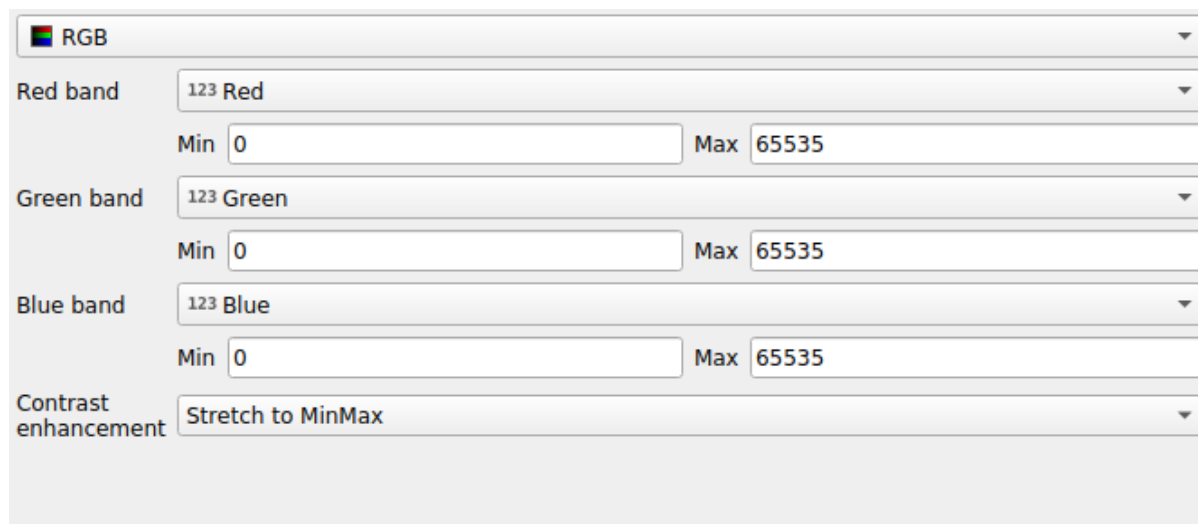 RGB
Red band 123 Red
Min 0 Max 65535
Green band 123 Green
Min 0 Max 65535
Blue band 123 Blue
Min 0 Max 65535
Contrast
enhancement Stretch to MinMax